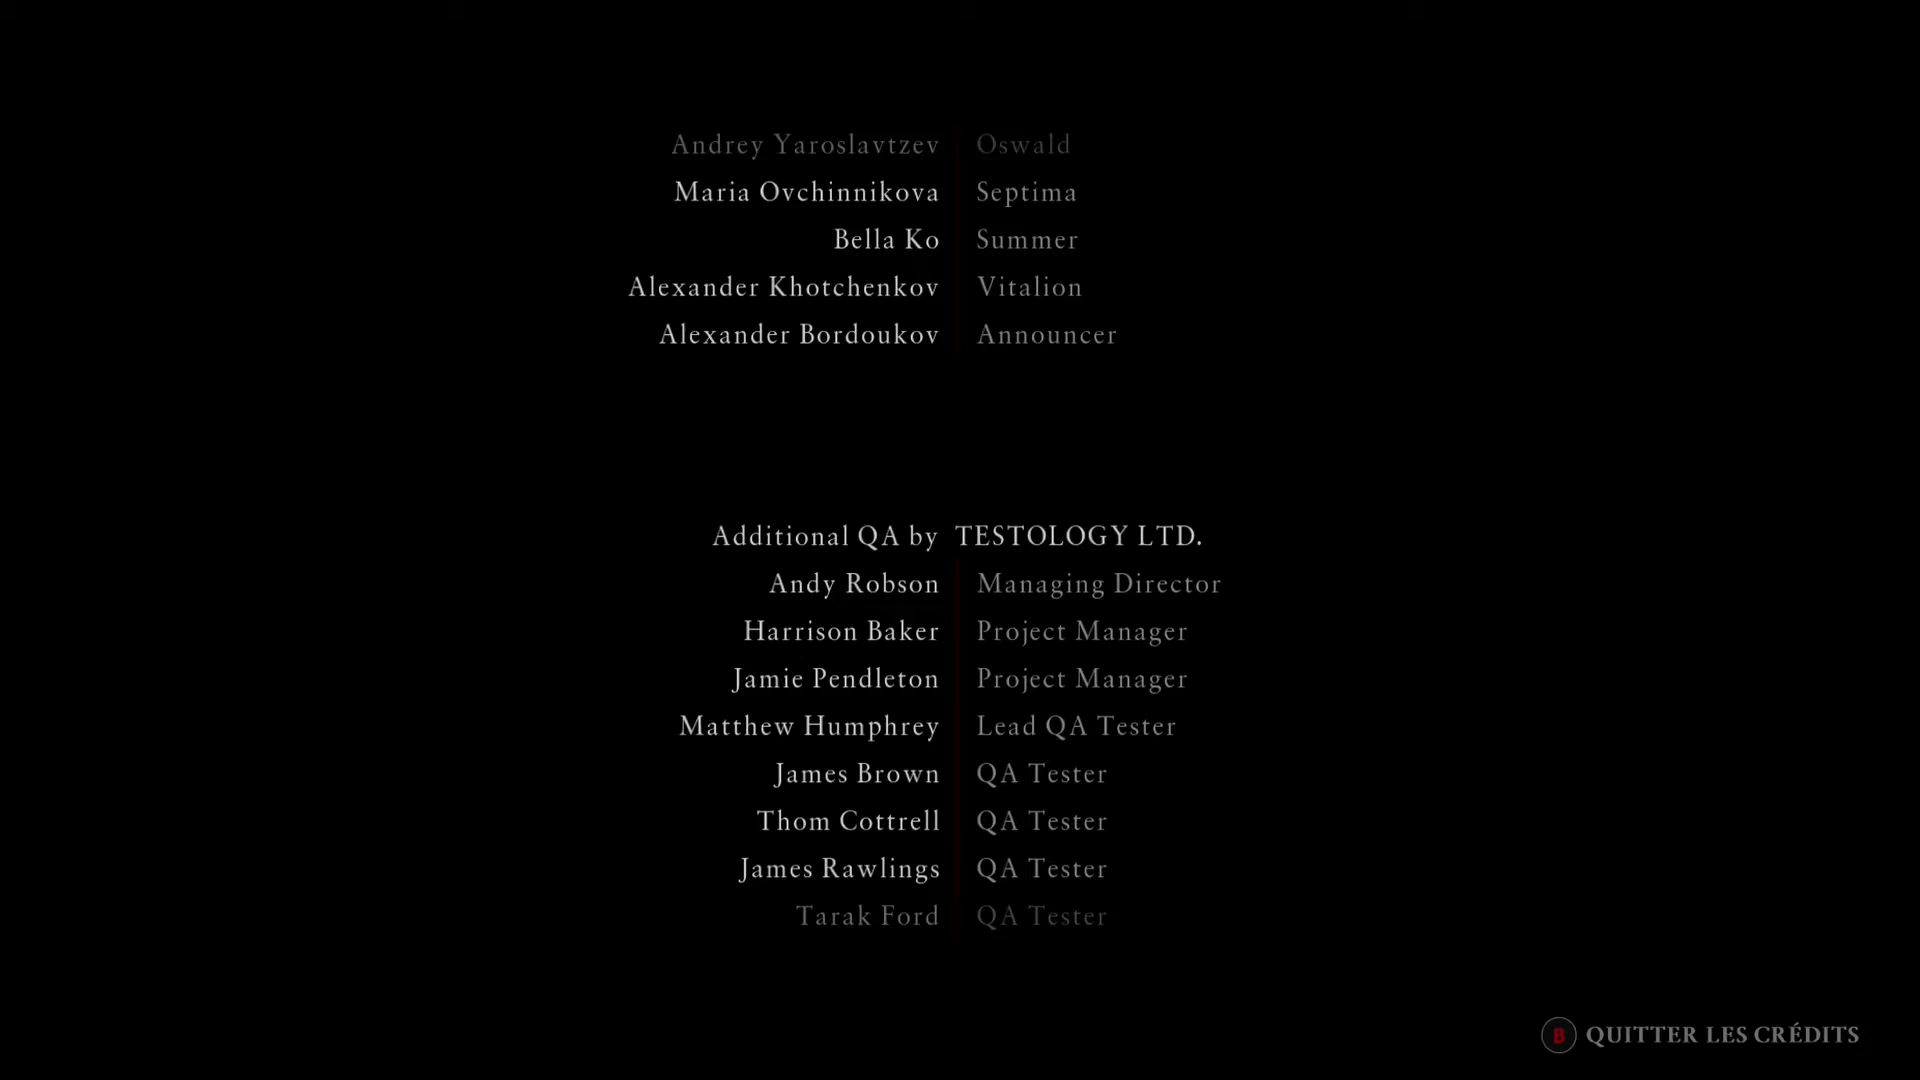 Andrey Yaroslavtzev Oswald
Maria Ovchinnikova Septima
Bella Ko Summer
Alexander Khotchenkov Vitalion
Alexander Bordoukov Announcer
Additional QA by TESTOLOGY LTD.
Andy Robson Managing Director
Harrison Baker Project Manager
Jamie Pendleton Project Manager
Matthew Humphrey Lead QA Tester
James Brown QA Tester
Thom Cottrell QA Tester
James Rawlings QA Tester
Tarak Ford QA Tester
B QUITTER LES CRÉDITS